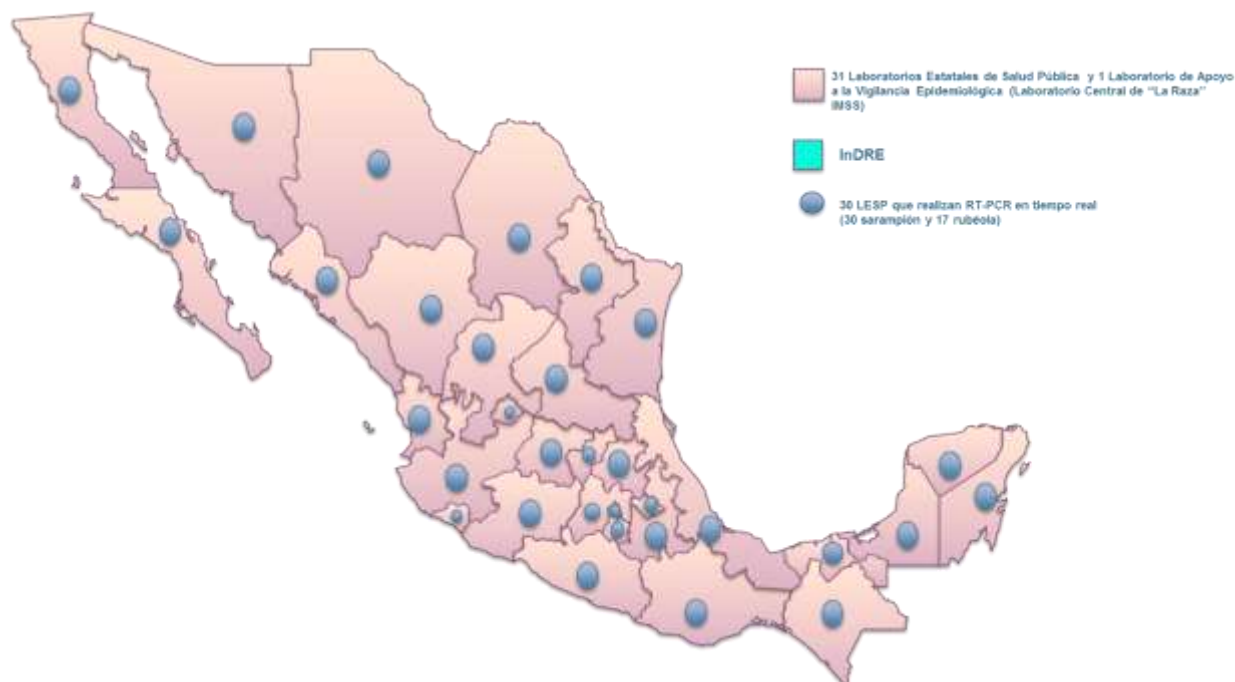 31 Laboratorios Estatales de Salud Pública y 1 Laboratorio de Apoyo
a la Vigilancia Epidemiológica (Laboratorio Central de “La Raza”
IMSS)
InDRE
30 LESP que realizan RT-PCR en tiempo real
(30 sarampión y 17 rubéola)